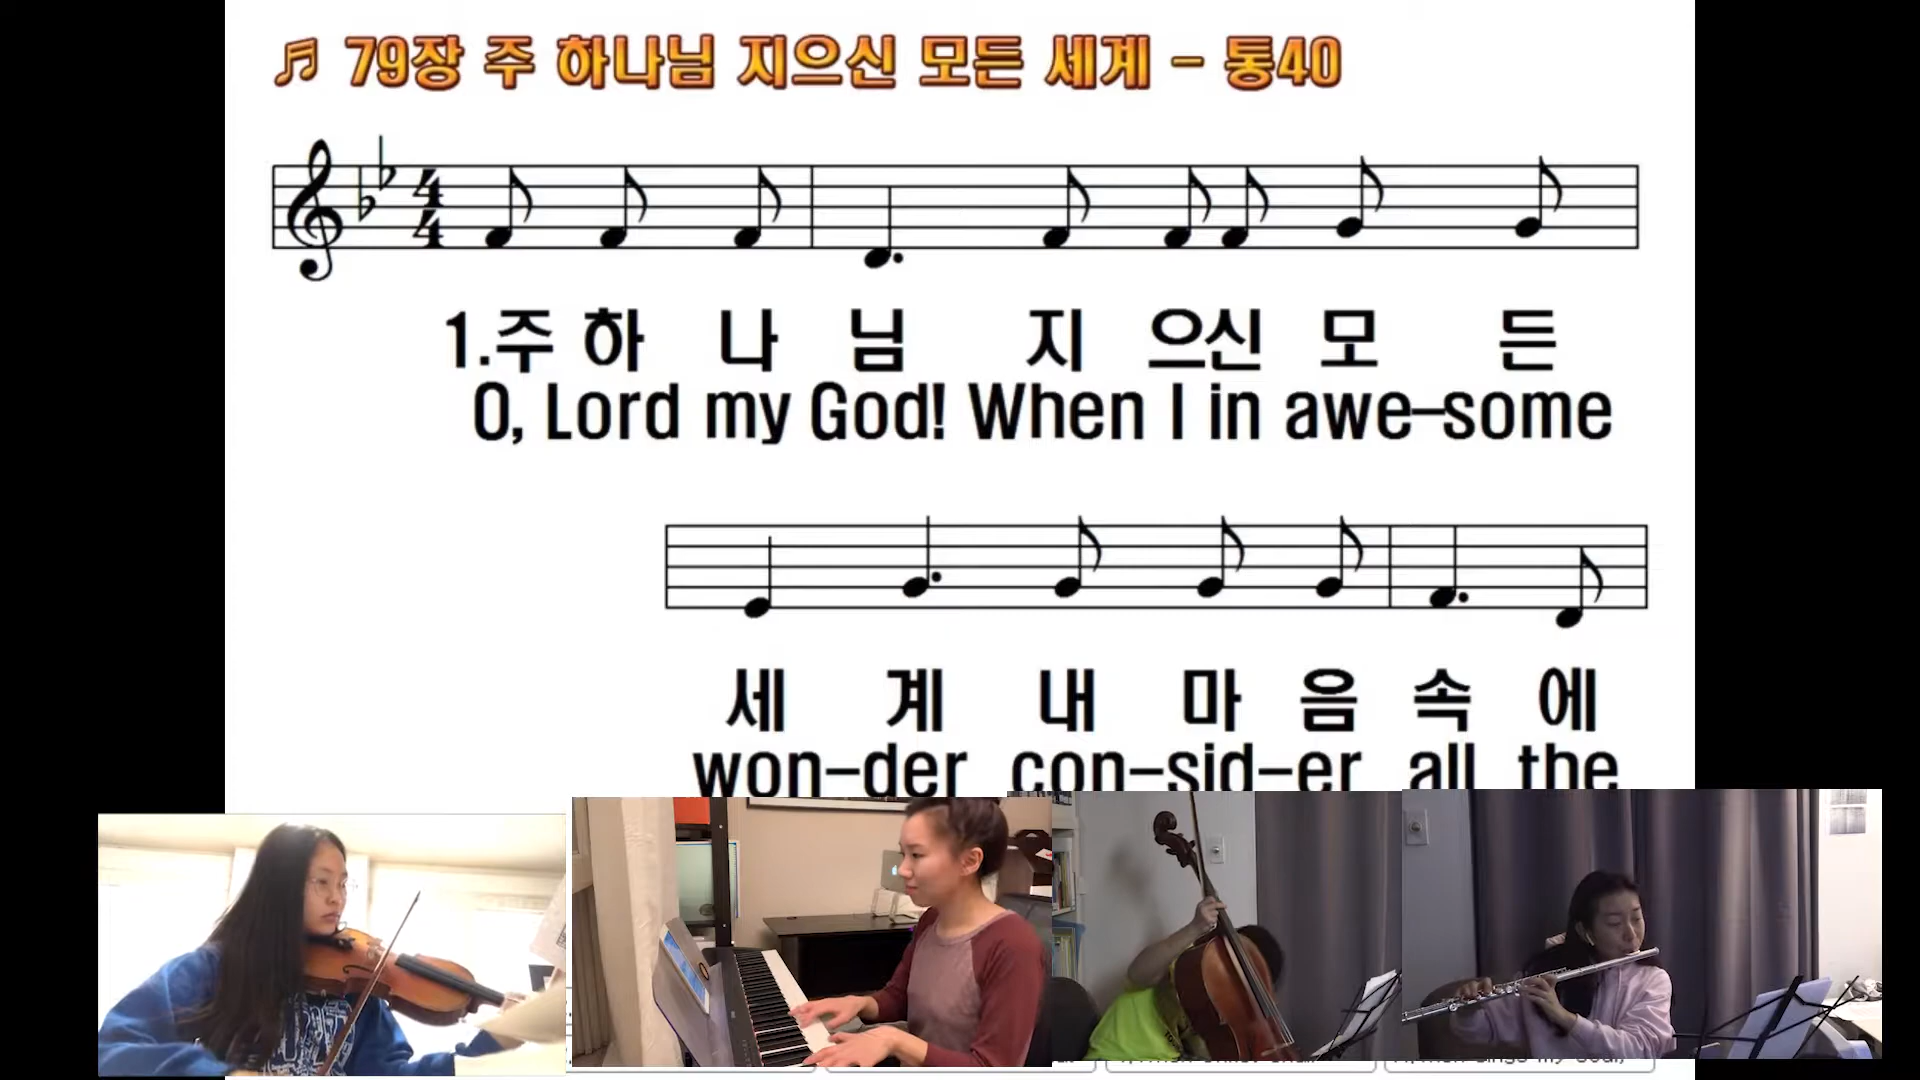 79장 주 하나님 지으신 모든 세계 - 통40
1.주 하 나 님 지 으신 모 든
O, Lord my God! When I in awe-some
세 계 내 마 음 속 에
won-der con-sid-er all the